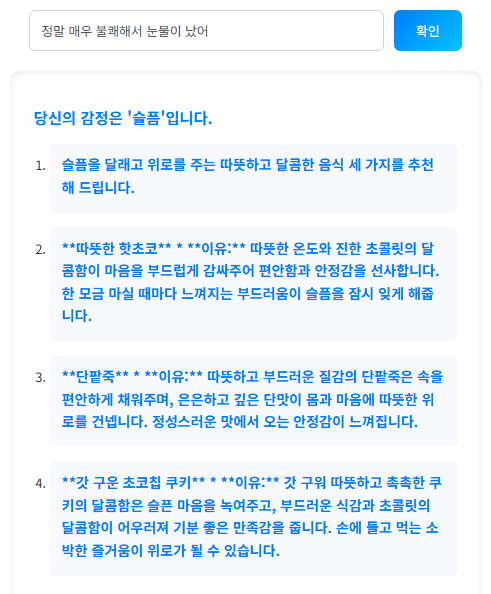 정말 매우 불쾌해서 눈물이 났어
확인
당신의 감정은 '슬픔'입니다.
1. 슬픔을 달래고 위로를 주는 따뜻하고 달콤한 음식 세 가지를 추천
해 드립니다.
2. **따뜻한 핫초코** * **이유:** 따뜻한 온도와 진한 초콜릿의 달
콤함이 마음을 부드럽게 감싸주어 편안함과 안정감을 선사합니다.
한 모금 마실 때마다 느껴지는 부드러움이 슬픔을 잠시 잊게 해줍
니다.
3. **단팥죽** * **이유:** 따뜻하고 부드러운 질감의 단팥죽은 속을
편안하게 채워주며, 은은하고 깊은 단맛이 몸과 마음에 따뜻한 위
로를 건넵니다. 정성스러운 맛에서 오는 안정감이 느껴집니다.
4. **갓 구운 초코칩 쿠키** * **이유:** 갓 구워 따뜻하고 촉촉한 쿠
키의 달콤함은 슬픈 마음을 녹여주고, 부드러운 식감과 초콜릿의
달콤함이 어우러져 기분 좋은 만족감을 줍니다. 손에 들고 먹는 소
박한 즐거움이 위로가 될 수 있습니다.